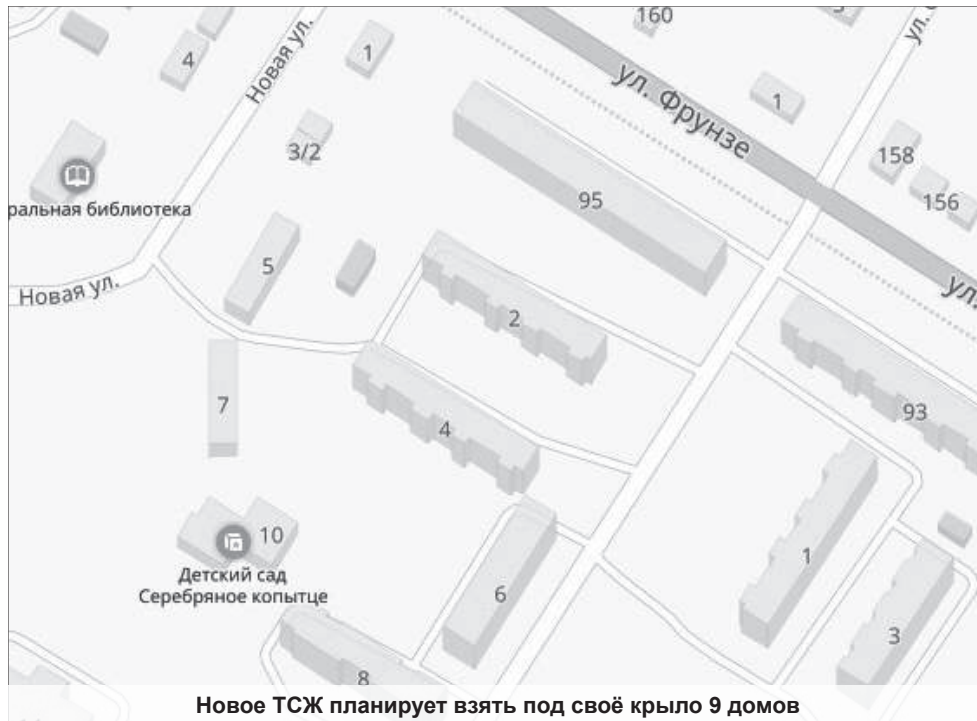 160
4
1
Новая ул.
ул. Фрунзе
1
ул.
3/2
158
ральная библиотека
95
156
5
Новая ул.
2
ул.
7
4
93
10
1
Детский сад
Серебряное копытце
6
3
8
Новое ТСЖ планирует взять под своё крыло 9 домов